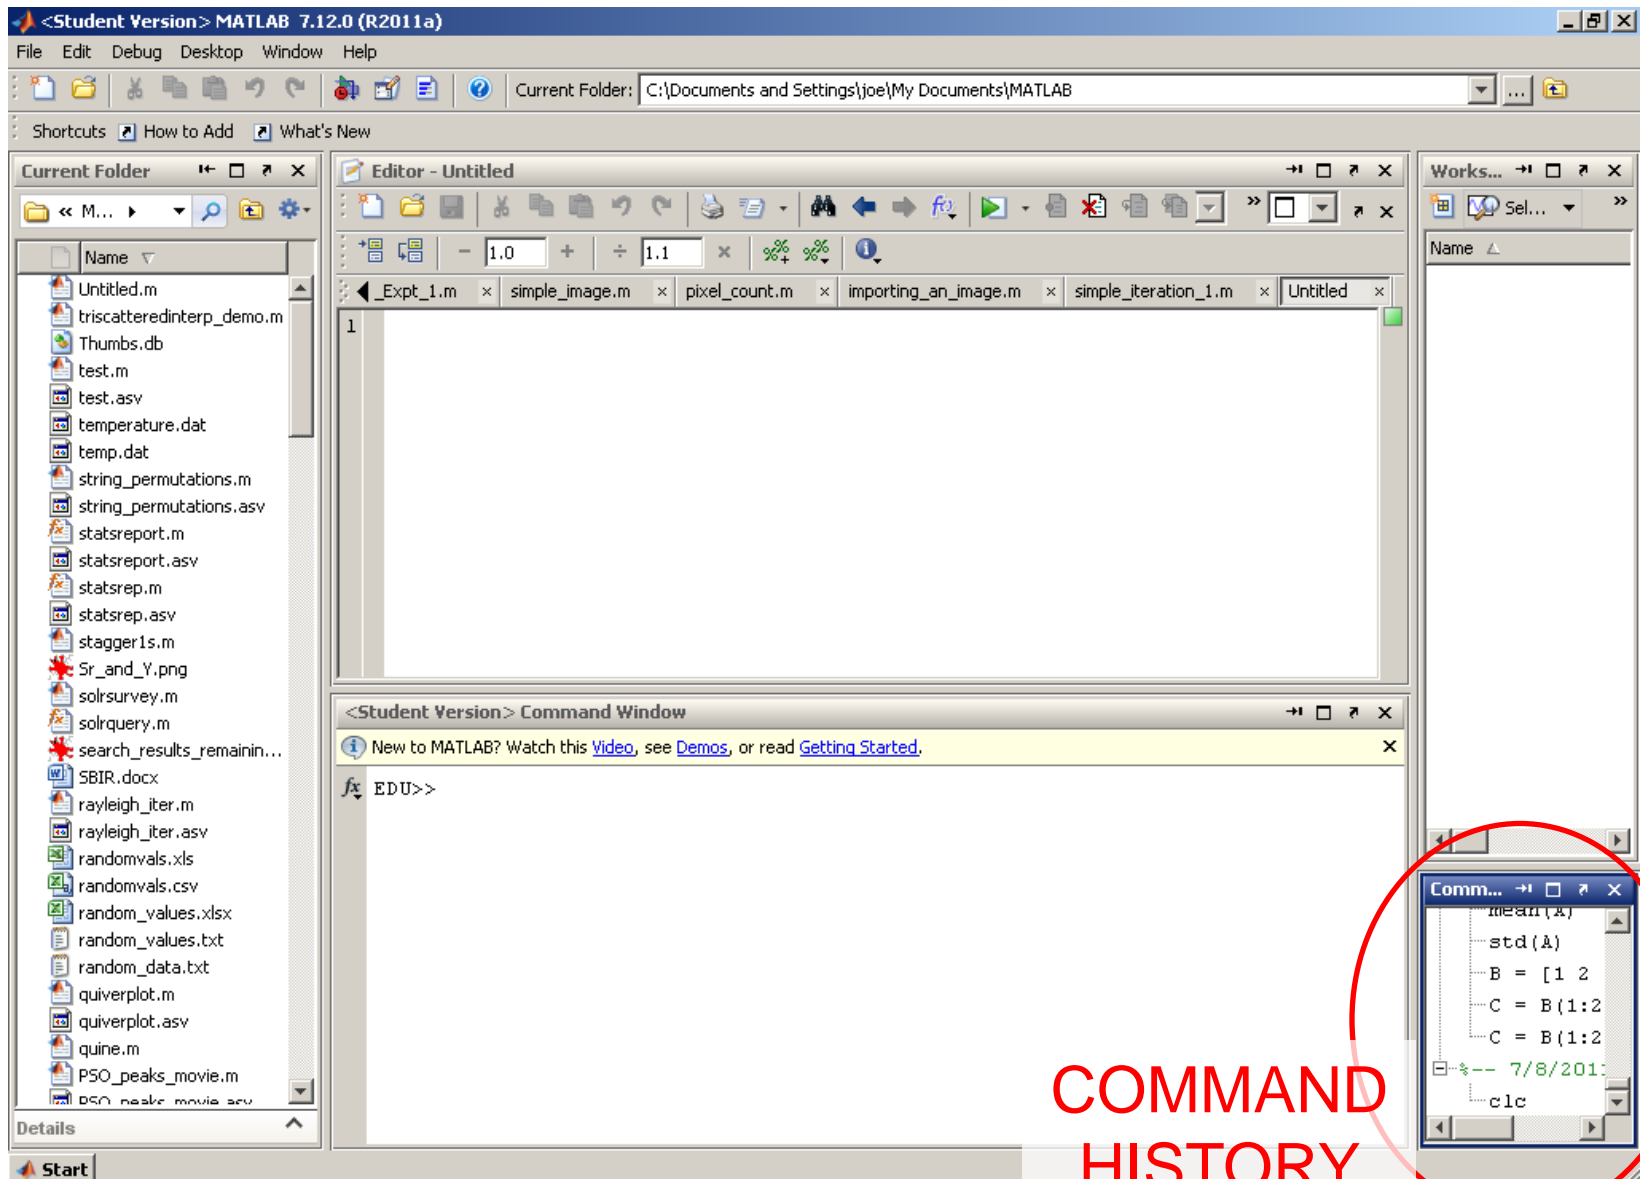 <Student Version> MATLAB 7.12.0 (R2011a)
File Edit Debug Desktop Window Help
Current Folder: C:\Documents and Settings\joe\My Documents\MATLAB ...
Shortcuts How to Add What's New
Current Folder
« M...
Name
Untitled.m
triscatteredinterp_demo.m
Thumbs.db
test.m
test.asv
temperature.dat
temp.dat
string_permutations.m
string_permutations.asv
statsreport.m
statsreport.asv
statsrep.m
statsrep.asv
stagger1s.m
Sr_and_Y.png
solrsurvey.m
solrquery.m
search_results_remainin...
SBIR.docx
rayleigh_iter.m
rayleigh_iter.asv
randomvals.xls
randomvals.csv
random_values.xlsx
random_values.txt
random_data.txt
quiverplot.m
quiverplot.asv
quine.m
PSO_peaks_movie.m
PSO_peaks_movie.asv
Details
Start
Editor - Untitled
− 1.0 + ÷ 1.1 ×
_Expt_1.m × simple_image.m × pixel_count.m × importing_an_image.m × simple_iteration_1.m × Untitled ×
1
<Student Version> Command Window
New to MATLAB? Watch this Video, see Demos, or read Getting Started.
fx EDU>>
Works...
Sel... »
Name
Comm...
mean(A)
std(A)
B = [1 2
C = B(1:2
C = B(1:2
%-- 7/8/2011
clc
COMMAND
HISTORY